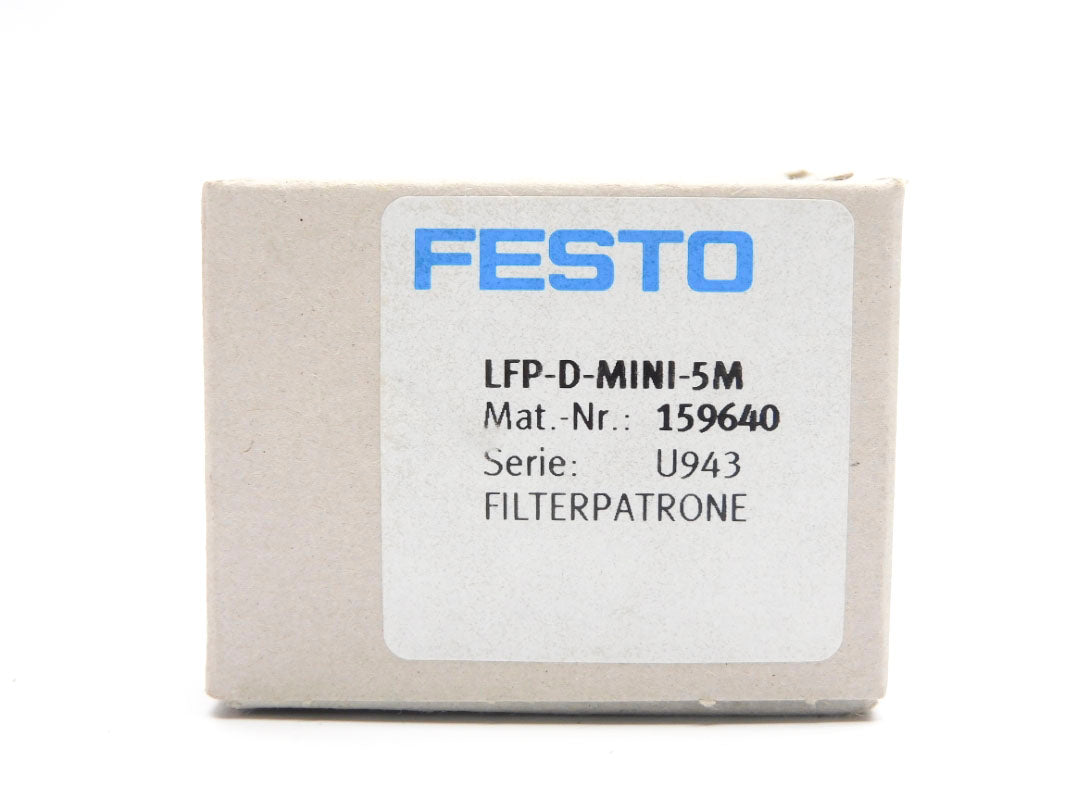 FESTO
LFP-D-MINI-5M
Mat.-Nr.: 159640
Serie: U943
FILTERPATRONE